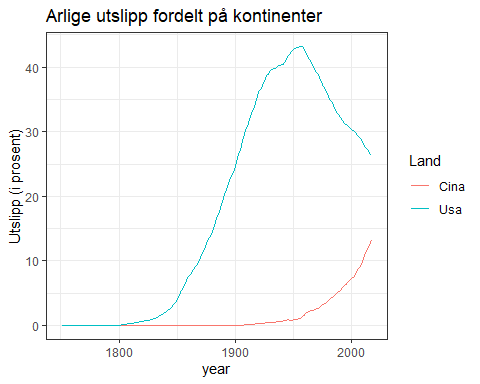 Arlige utslipp fordelt på kontinenter
Utslipp (i prosent)
40
30
20
10
0
1800
1900
2000
year
Land
Cina
Usa